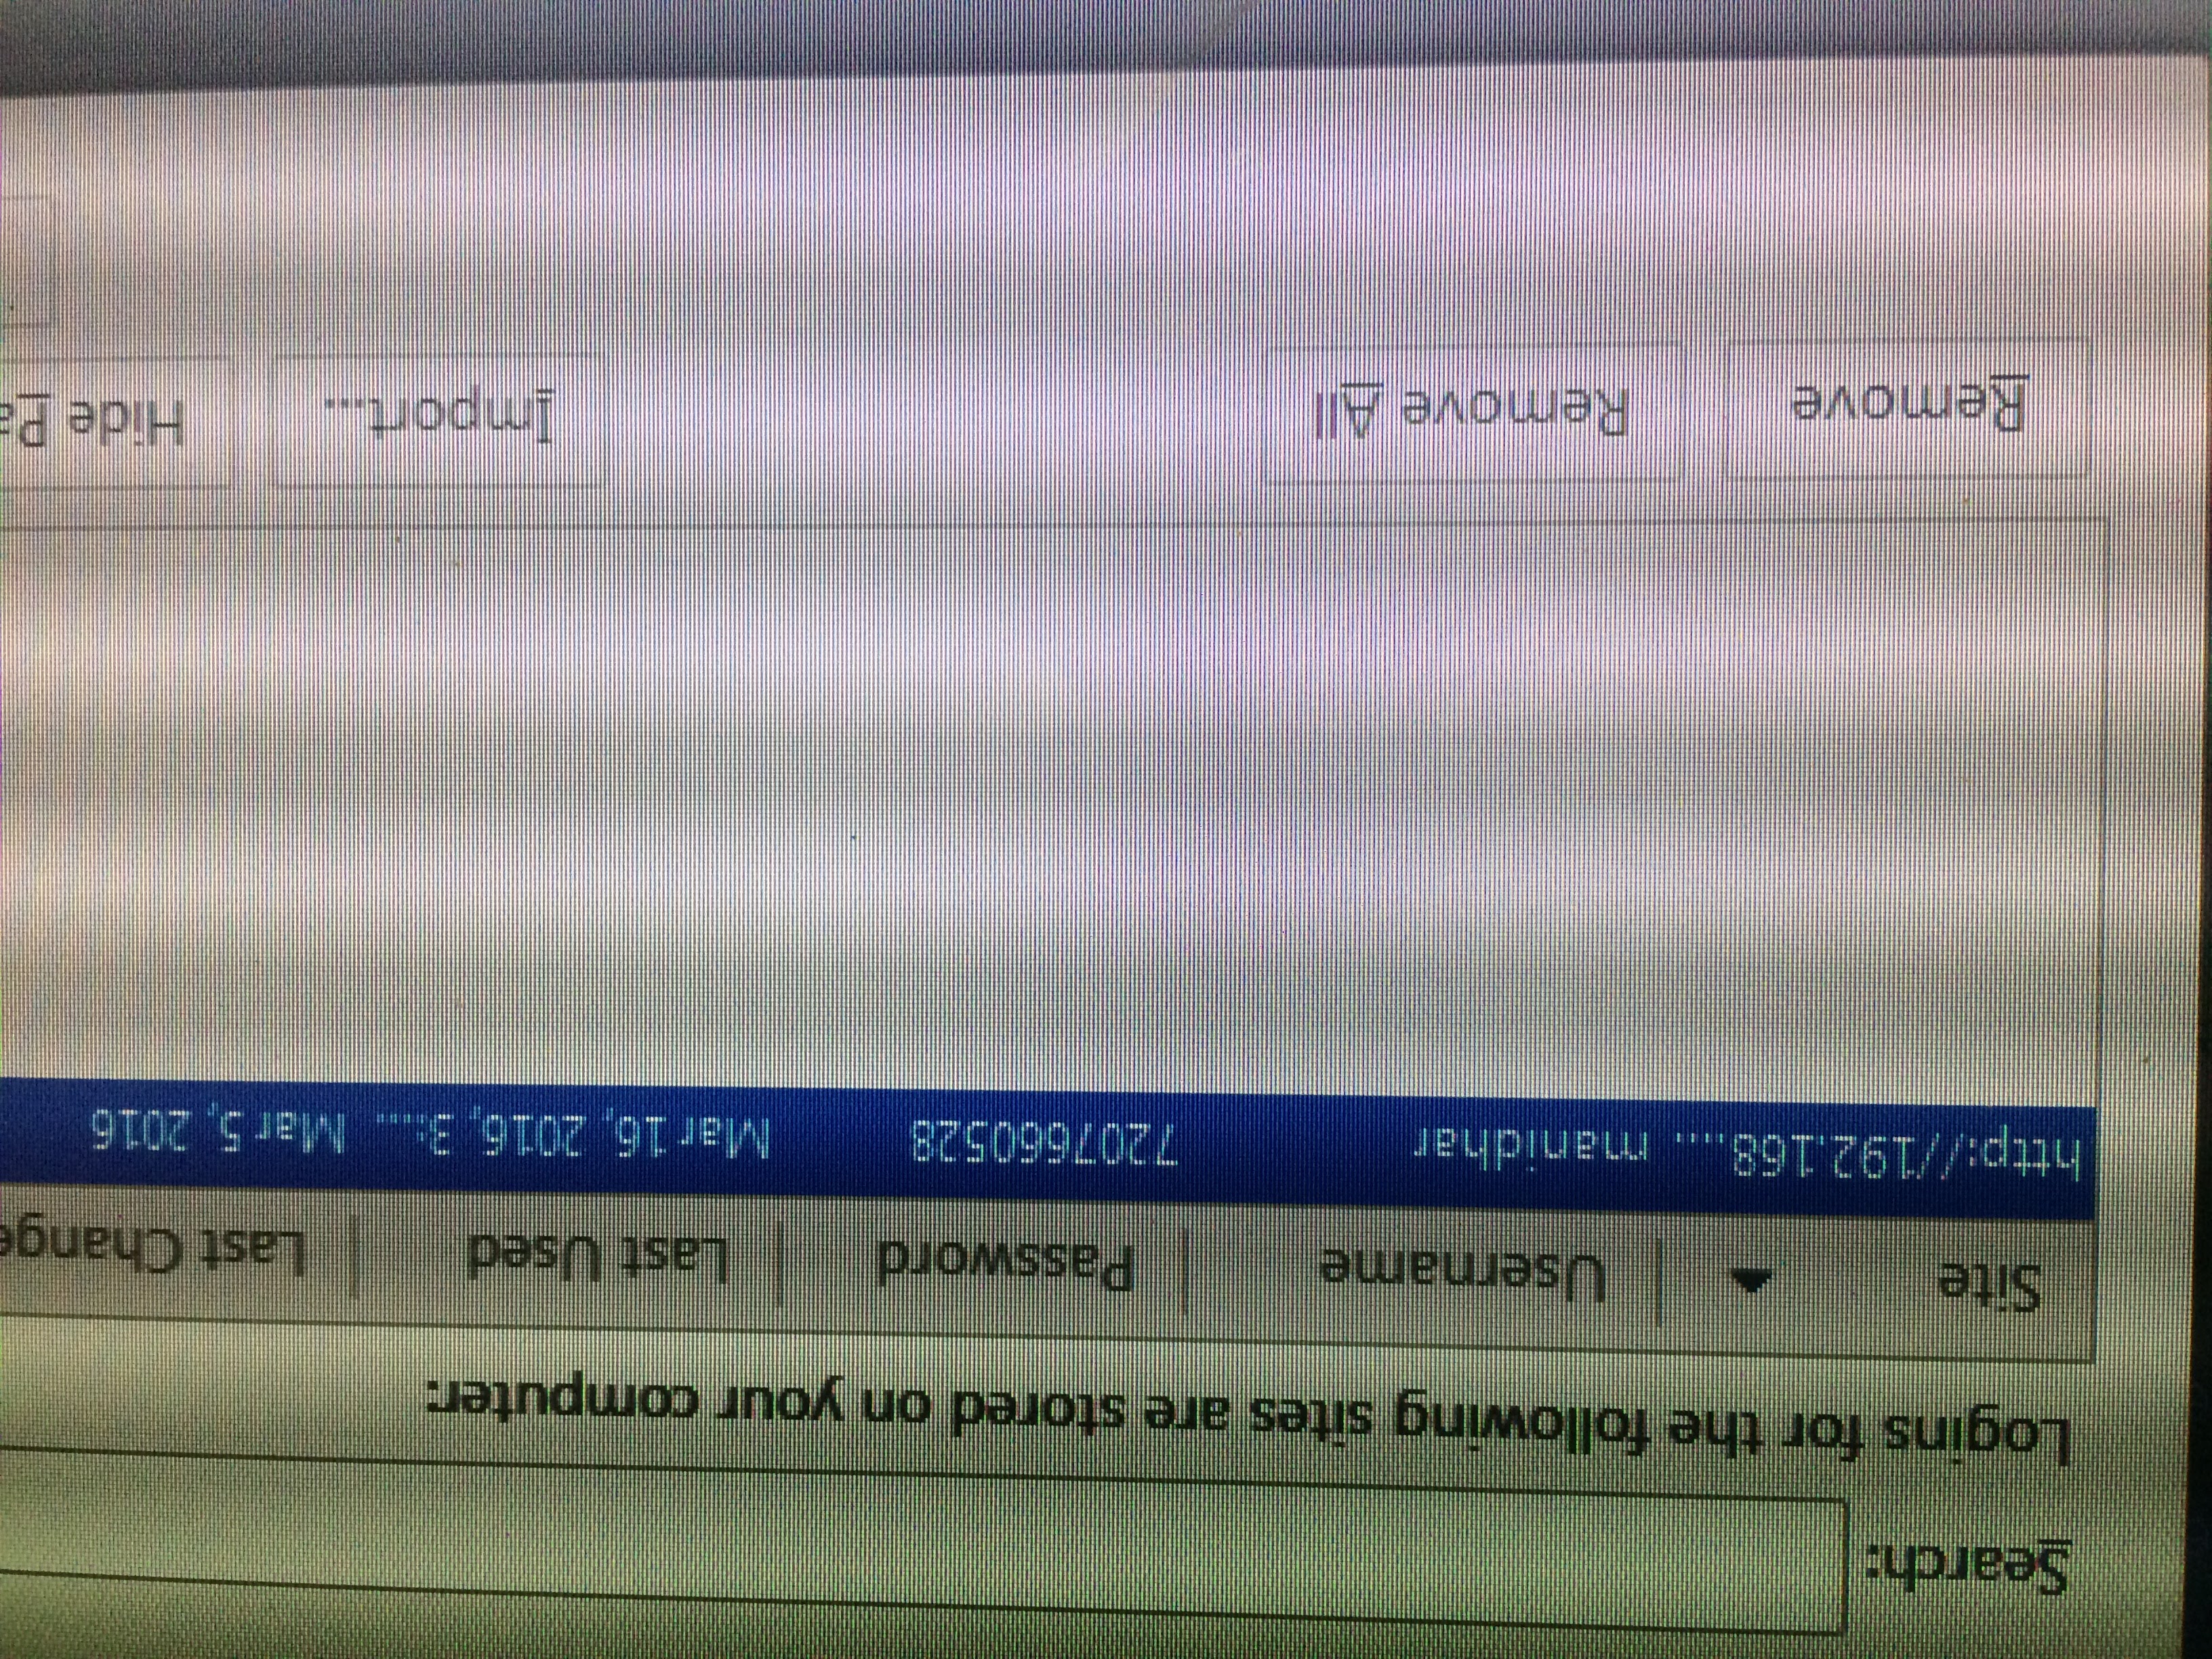 Search:
Logins for the following sites are stored on your computer:
Site Username Password Last Used Last Change
http://192.168.... manidhar 7207660528 Mar 16, 2016, 3:... Mar 5, 2016
Remove Remove All Import... Hide Pa